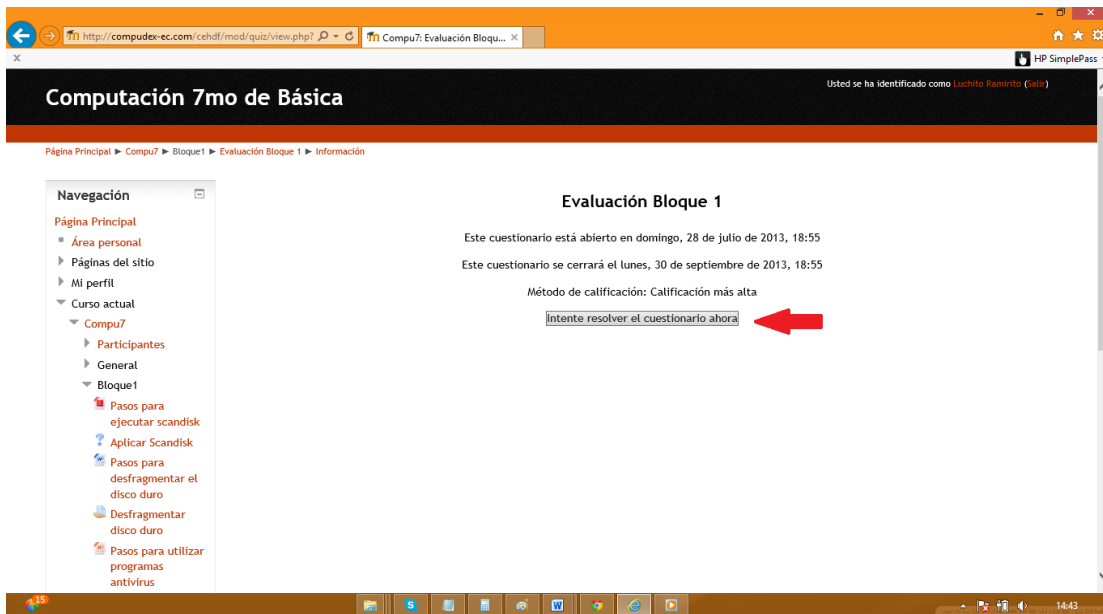 http://compudex-ec.com/cehdf/mod/quiz/view.php?
Compu7: Evaluación Bloqu...
HP SimplePass
Computación 7mo de Básica
Usted se ha identificado como Luchito Ramirito (Salir)
Página Principal ► Compu7 ► Bloque1 ► Evaluación Bloque 1 ► Información
Navegación
Página Principal
Área personal
Páginas del sitio
Mi perfil
Curso actual
Compu7
Participantes
General
Bloque1
Pasos para
ejecutar scandisk
Aplicar Scandisk
Pasos para
desfragmentar el
disco duro
Desfragmentar
disco duro
Pasos para utilizar
programas
antivirus
Evaluación Bloque 1
Este cuestionario está abierto en domingo, 28 de julio de 2013, 18:55
Este cuestionario se cerrará el lunes, 30 de septiembre de 2013, 18:55
Método de calificación: Calificación más alta
Intente resolver el cuestionario ahora
15
14:43